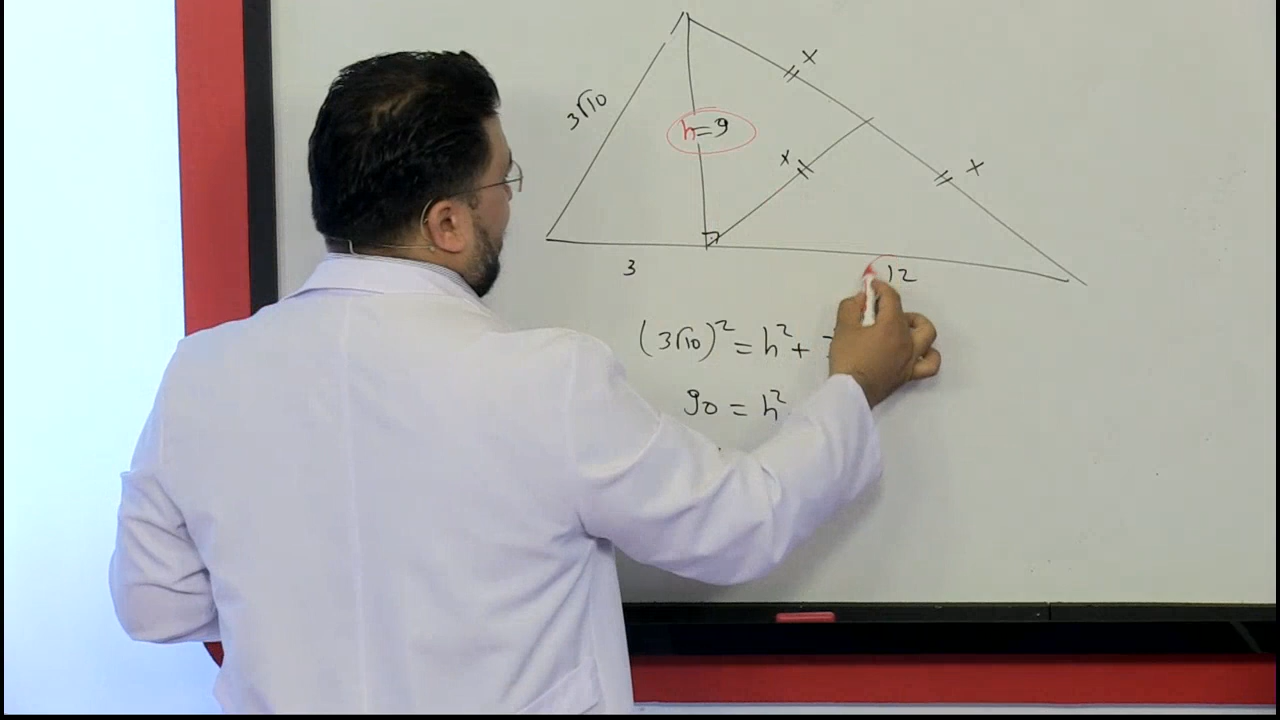 x
3√10
h=9
x
x
3
12
(3√10)² = h² +
90 = h²